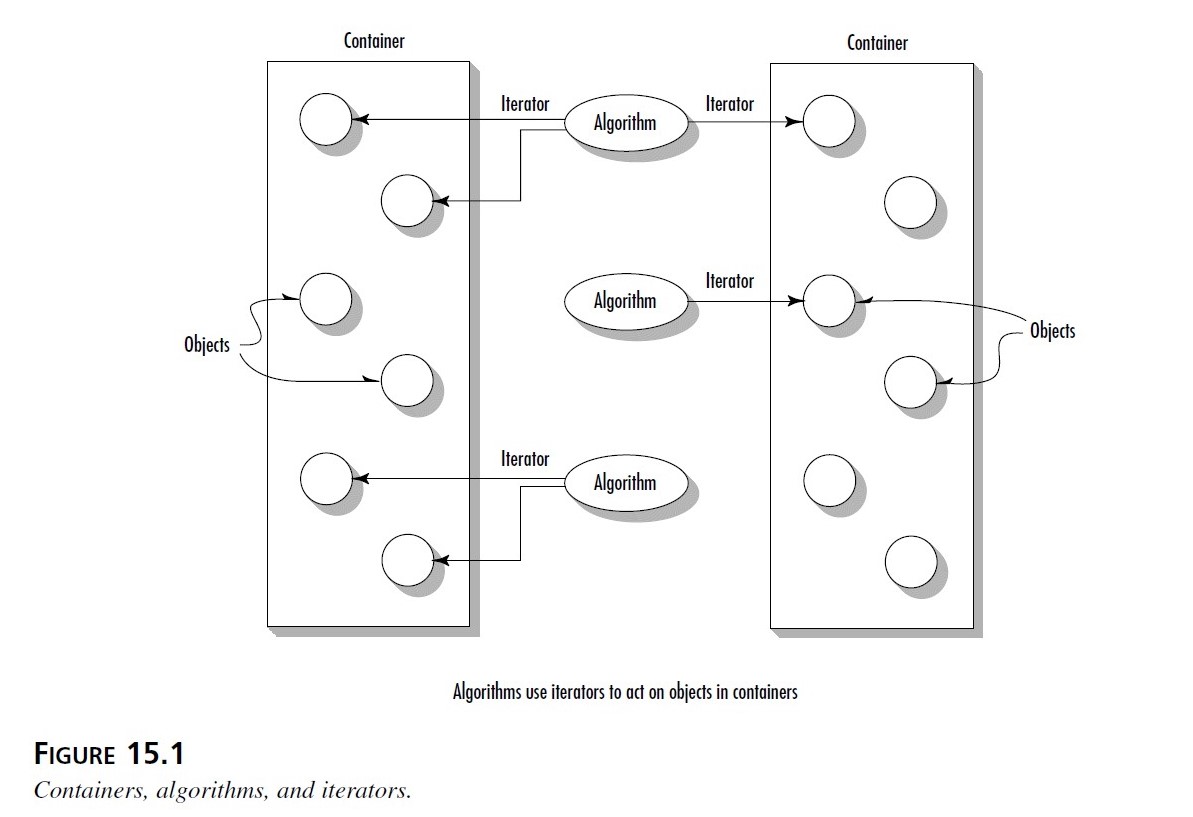 Container
Container
Iterator
Algorithm
Iterator
Algorithm
Iterator
Objects
Objects
Iterator
Algorithm
Algorithms use iterators to act on objects in containers
FIGURE 15.1
Containers, algorithms, and iterators.